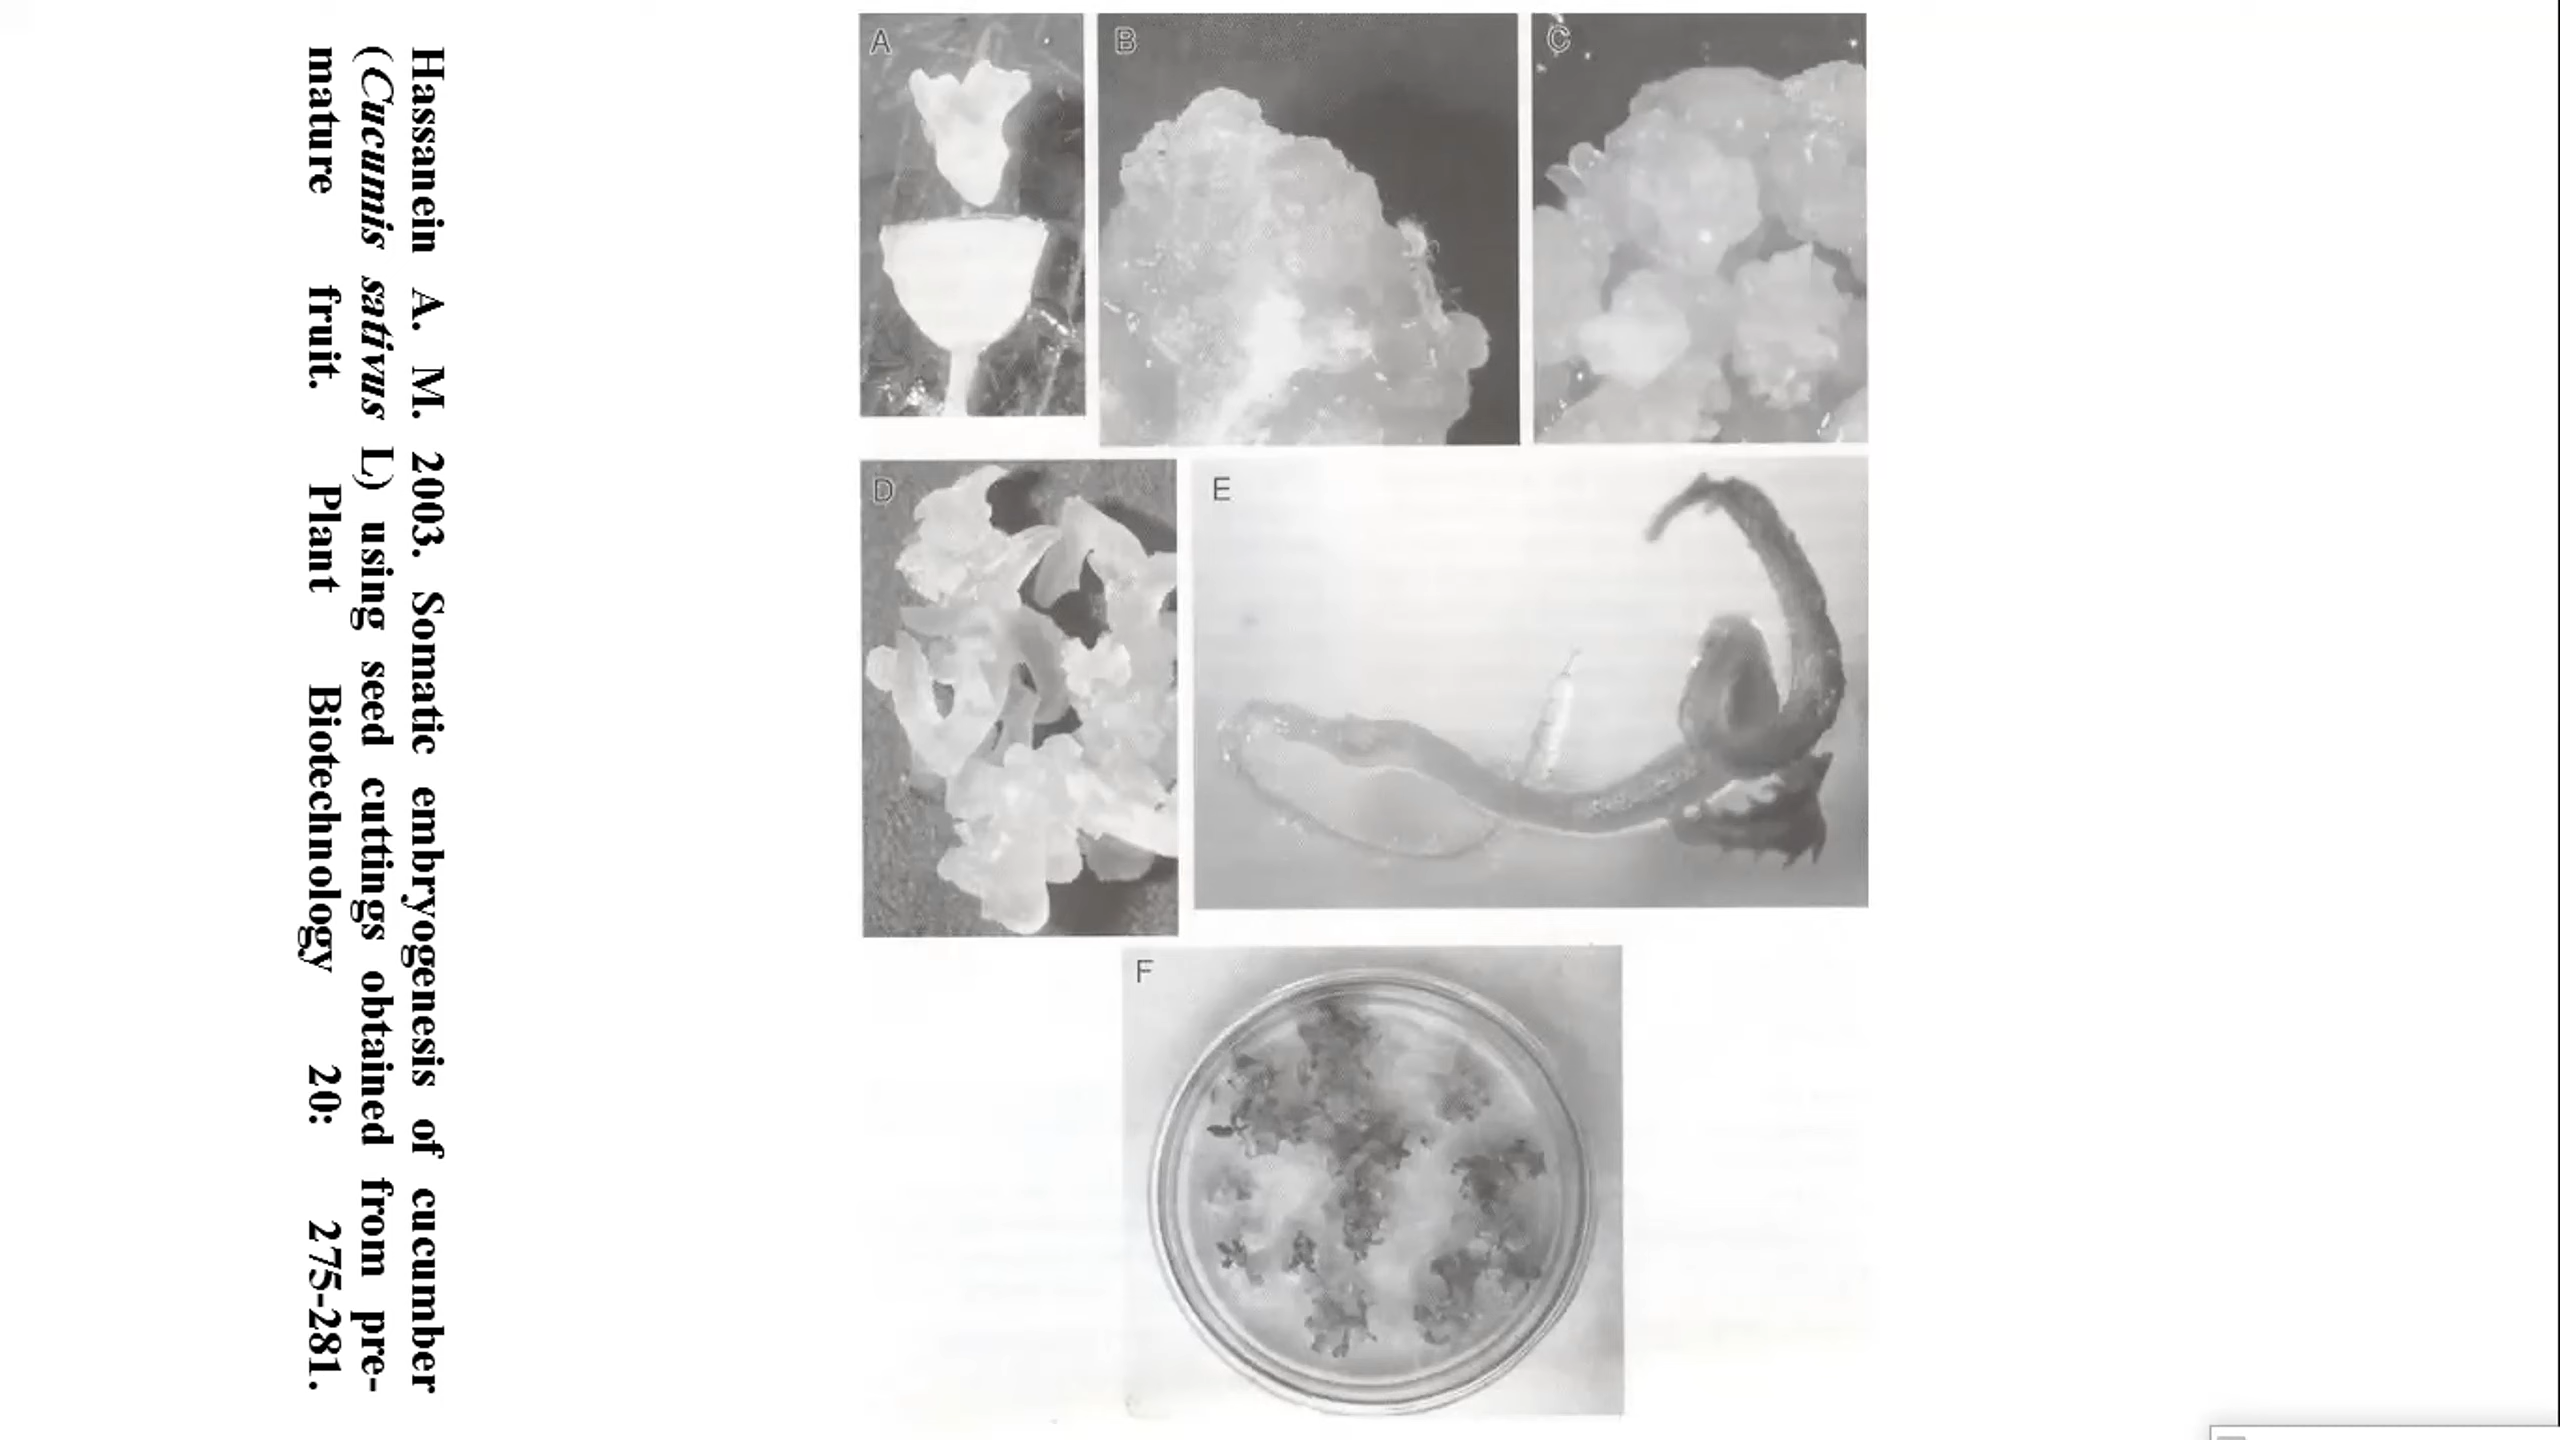 Hassanein A. M. 2003. Somatic embryogenesis of cucumber
(Cucumis sativus L) using seed cuttings obtained from pre-
mature fruit. Plant Biotechnology 20: 275-281.
A
B
C
D
E
F